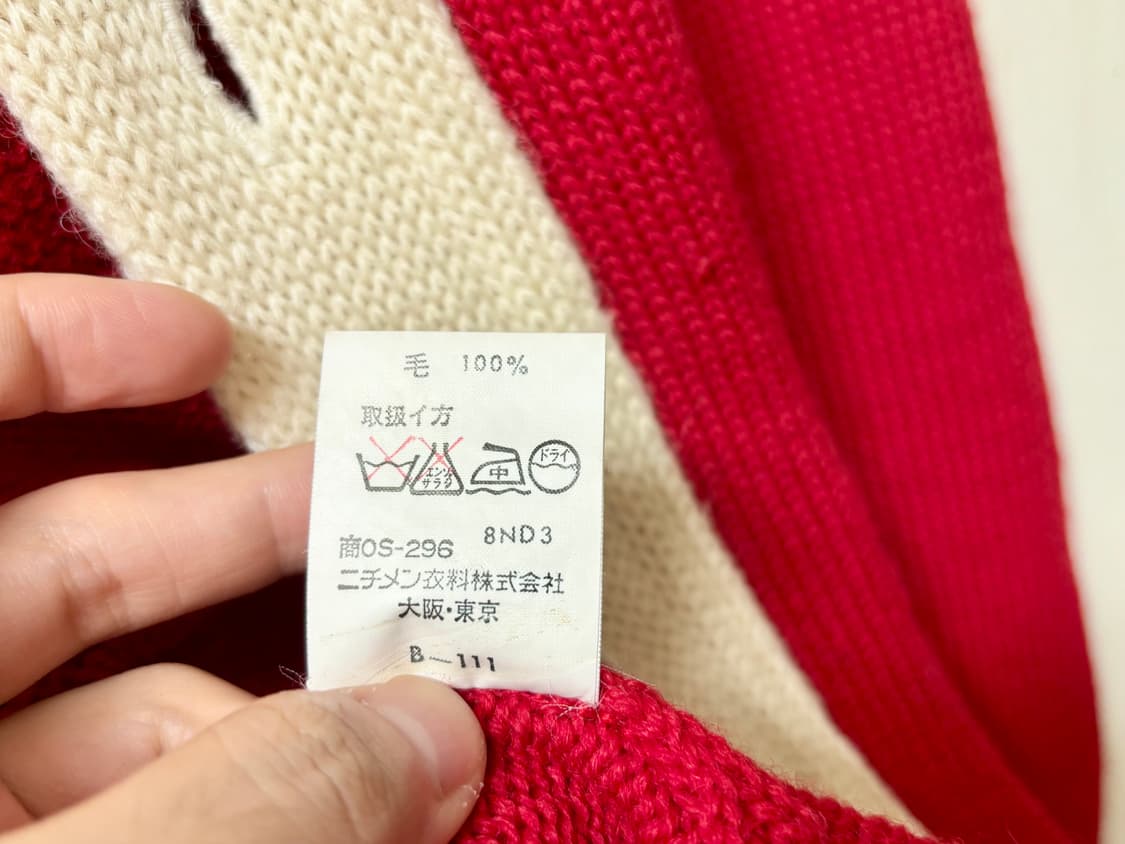 毛 100%
取扱イ方
エンソ
サラシ
中
ドライ
8ND3
商OS-296
ニチメン衣料株式会社
大阪・東京
B-111